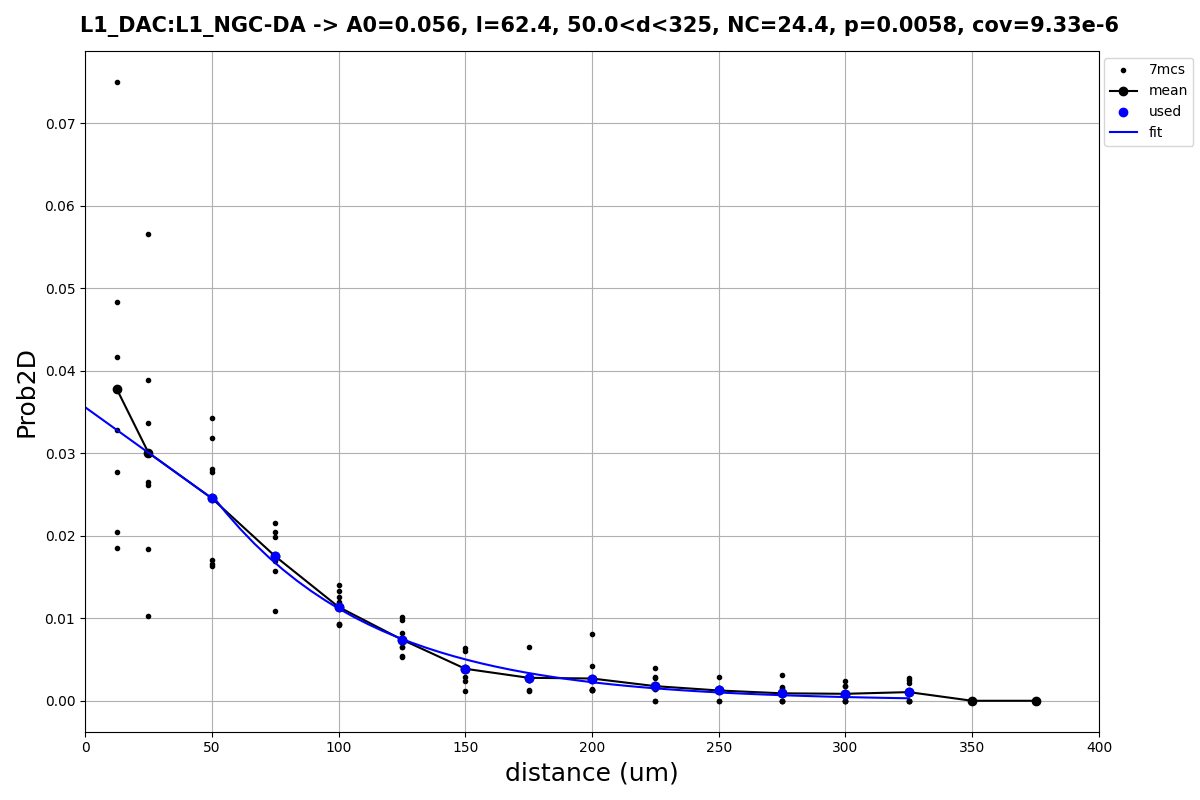 L1_DAC:L1_NGC-DA -> A0=0.056, l=62.4, 50.0<d<325, NC=24.4, p=0.0058, cov=9.33e-6
7mcs
mean
used
fit
0.07
0.06
0.05
0.04
0.03
0.02
0.01
0.00
Prob2D
0 50 100 150 200 250 300 350 400
distance (um)